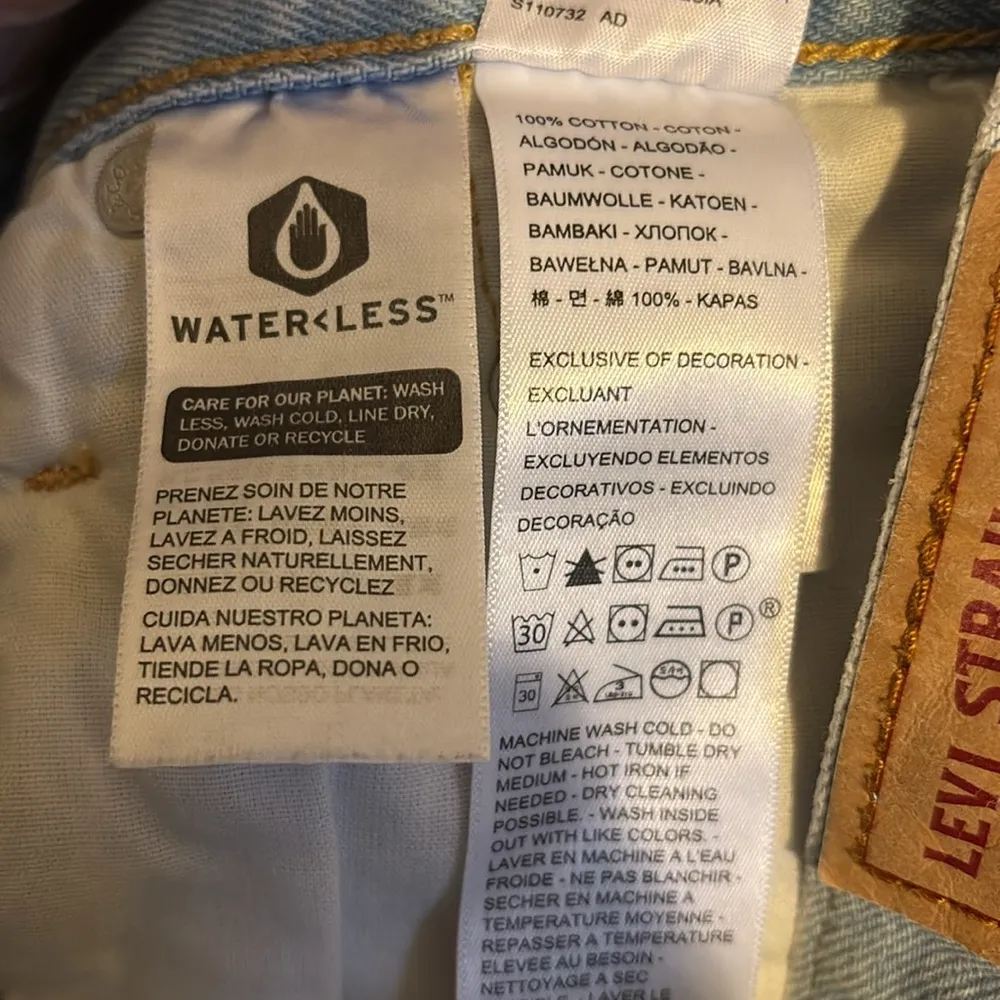 S110732 AD
WATER<LESS™
CARE FOR OUR PLANET: WASH
LESS, WASH COLD, LINE DRY,
DONATE OR RECYCLE
PRENEZ SOIN DE NOTRE
PLANETE: LAVEZ MOINS,
LAVEZ A FROID, LAISSEZ
SECHER NATURELLEMENT,
DONNEZ OU RECYCLEZ
CUIDA NUESTRO PLANETA:
LAVA MENOS, LAVA EN FRIO,
TIENDE LA ROPA, DONA O
RECICLA.
100% COTTON - COTON -
ALGODÓN - ALGODÃO -
PAMUK - COTONE -
BAUMWOLLE - KATOEN -
BAMBAKI - ХЛОПОК -
BAWEŁNA - PAMUT - BAVLNA -
棉 - 면 - 綿 100% - KAPAS
EXCLUSIVE OF DECORATION -
EXCLUANT
L'ORNEMENTATION -
EXCLUYENDO ELEMENTOS
DECORATIVOS - EXCLUINDO
DECORAÇÃO
P
30 P ®
30 3
MACHINE WASH COLD - DO
NOT BLEACH - TUMBLE DRY
MEDIUM - HOT IRON IF
NEEDED - DRY CLEANING
POSSIBLE. - WASH INSIDE
OUT WITH LIKE COLORS. -
LAVER EN MACHINE A L'EAU
FROIDE - NE PAS BLANCHIR -
SECHER EN MACHINE A
TEMPERATURE MOYENNE -
REPASSER A TEMPERATURE
ELEVEE AU BESOIN -
NETTOYAGE A SEC
LAVER LE
LEVI